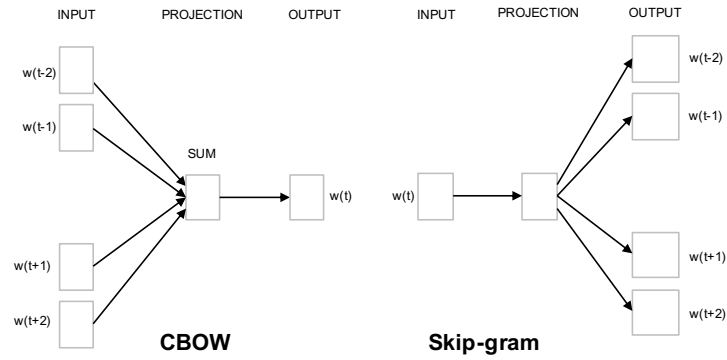 INPUT PROJECTION OUTPUT
w(t-2)
w(t-1)
SUM
w(t)
w(t+1)
w(t+2)
CBOW
INPUT PROJECTION OUTPUT
w(t-2)
w(t-1)
w(t)
w(t+1)
w(t+2)
Skip-gram